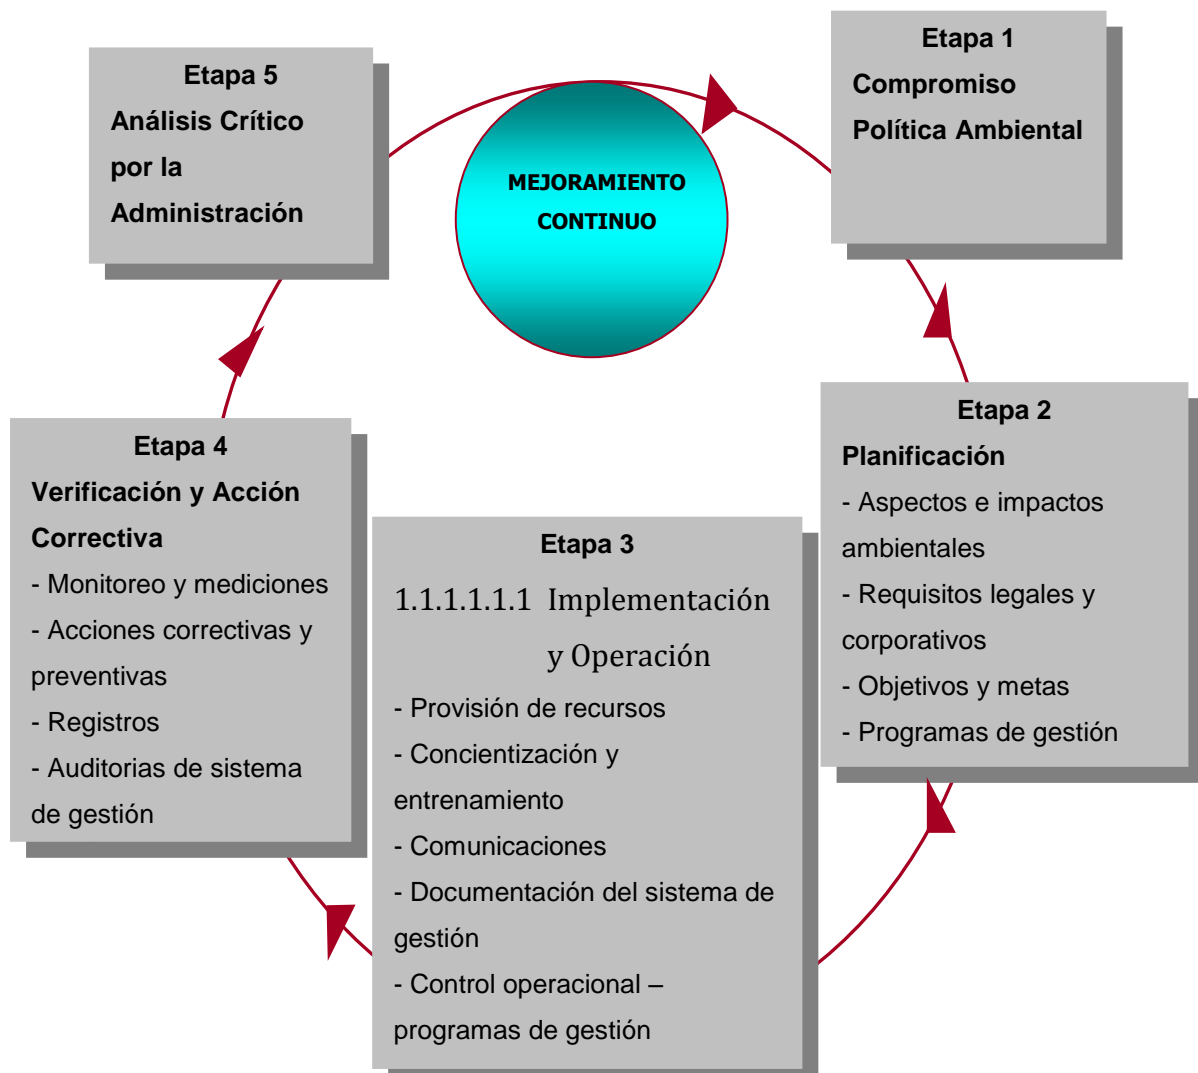 Etapa 1
Compromiso
Política Ambiental
Etapa 5
Análisis Crítico
por la
Administración
MEJORAMIENTO
CONTINUO
Etapa 2
Planificación
- Aspectos e impactos
ambientales
- Requisitos legales y
corporativos
- Objetivos y metas
- Programas de gestión
Etapa 4
Verificación y Acción
Correctiva
- Monitoreo y mediciones
- Acciones correctivas y
preventivas
- Registros
- Auditorias de sistema
de gestión
Etapa 3
1.1.1.1.1.1 Implementación
y Operación
- Provisión de recursos
- Concientización y
entrenamiento
- Comunicaciones
- Documentación del sistema de
gestión
- Control operacional –
programas de gestión